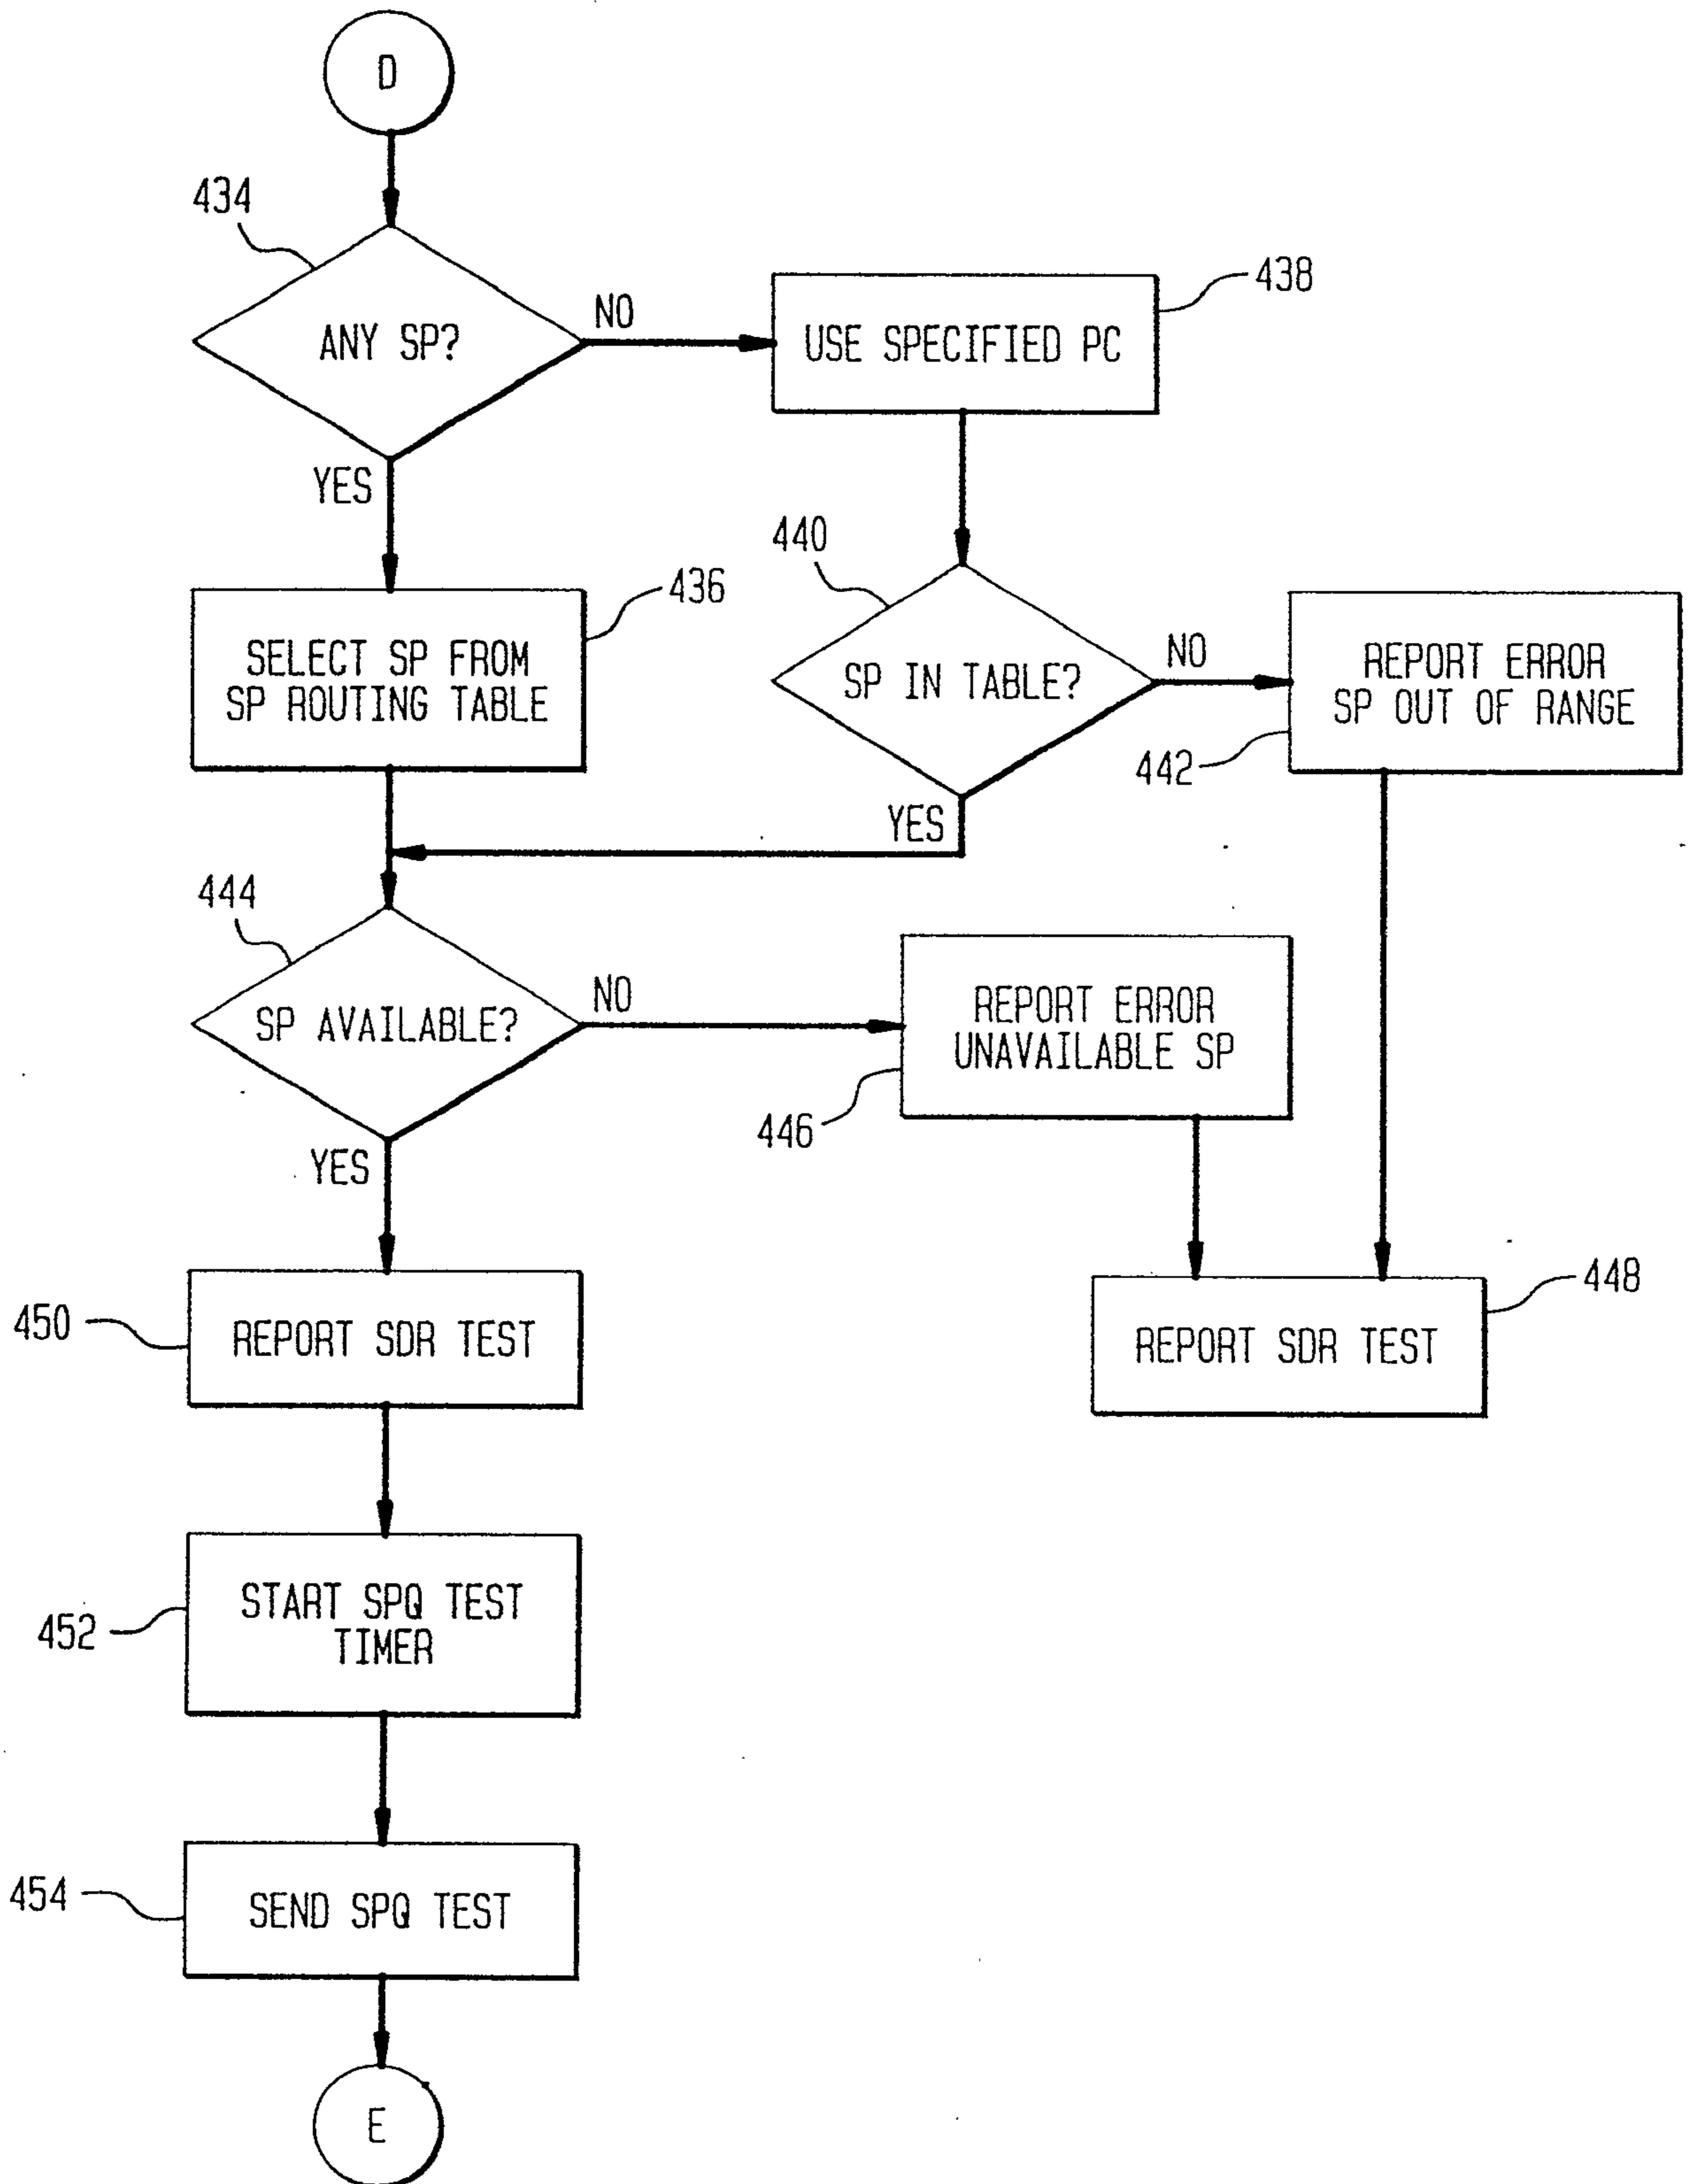 D
434
ANY SP?
NO
438
USE SPECIFIED PC
YES
440
436
SELECT SP FROM
SP ROUTING TABLE
SP IN TABLE?
NO
REPORT ERROR
SP OUT OF RANGE
442
YES
444
SP AVAILABLE?
NO
REPORT ERROR
UNAVAILABLE SP
446
YES
450
REPORT SDR TEST
448
REPORT SDR TEST
452
START SPQ TEST
TIMER
454
SEND SPQ TEST
E